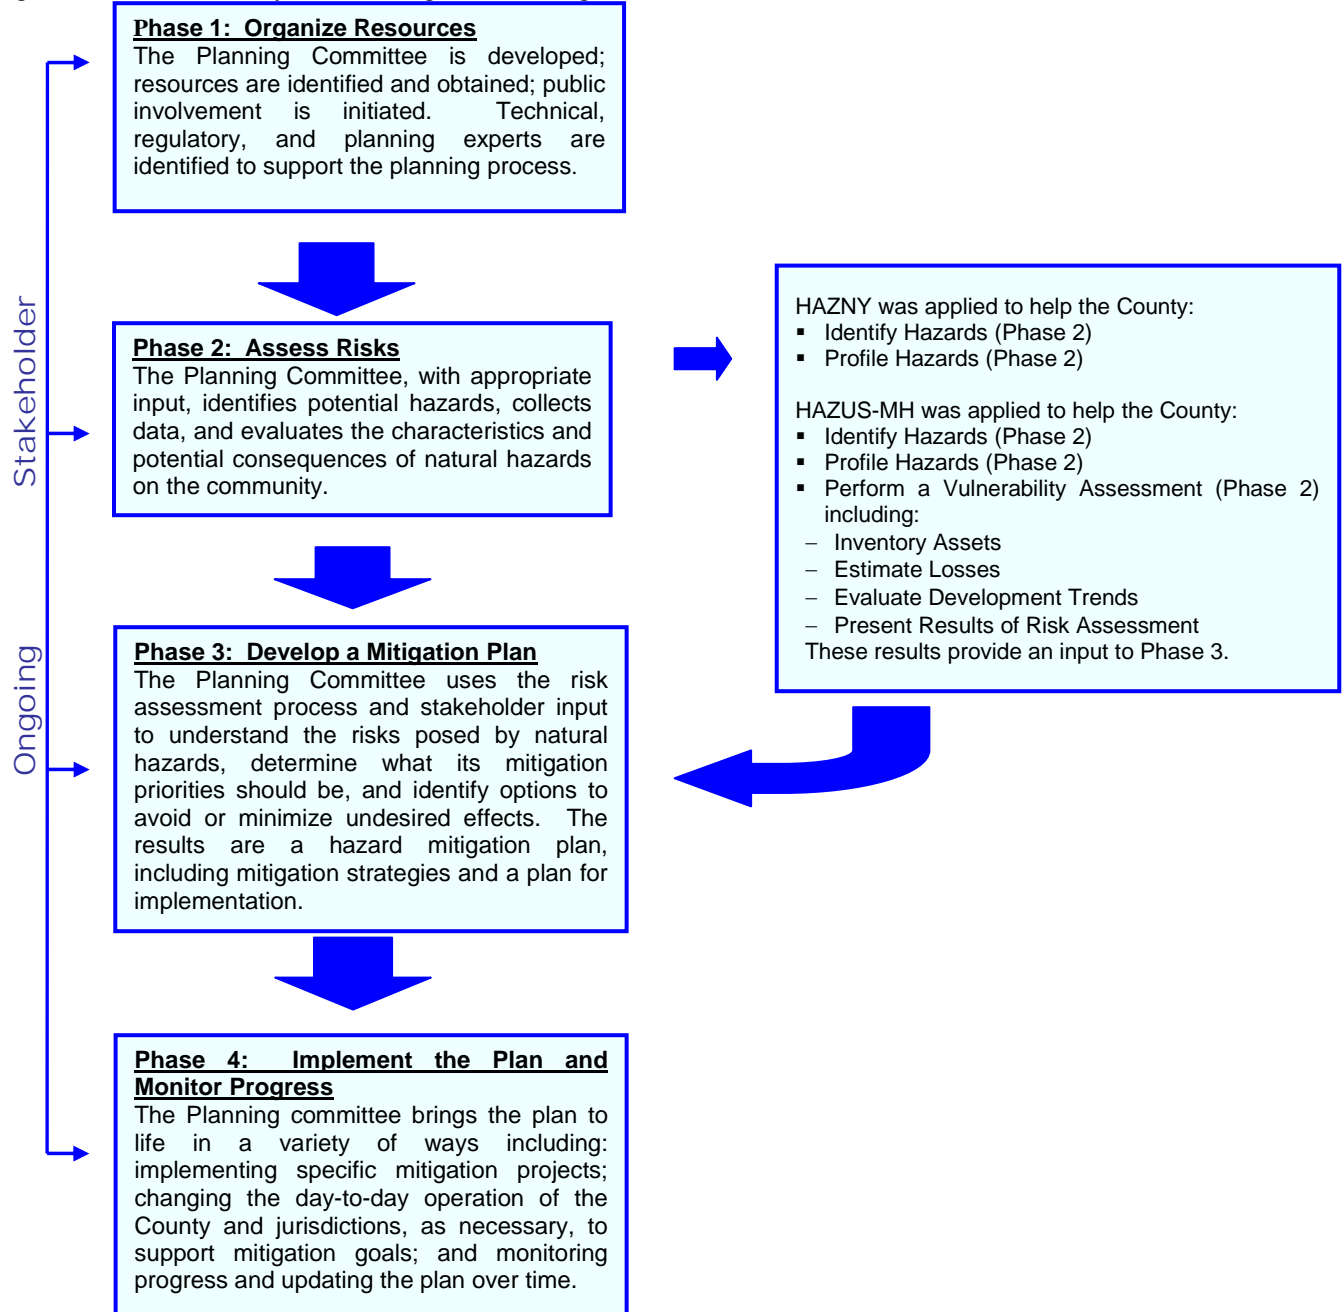 Phase 1: Organize Resources
The Planning Committee is developed;
resources are identified and obtained; public
involvement is initiated. Technical,
regulatory, and planning experts are
identified to support the planning process.
Stakeholder
Ongoing
Phase 2: Assess Risks
The Planning Committee, with appropriate
input, identifies potential hazards, collects
data, and evaluates the characteristics and
potential consequences of natural hazards
on the community.
HAZNY was applied to help the County:
▪ Identify Hazards (Phase 2)
▪ Profile Hazards (Phase 2)
HAZUS-MH was applied to help the County:
▪ Identify Hazards (Phase 2)
▪ Profile Hazards (Phase 2)
▪ Perform a Vulnerability Assessment (Phase 2)
including:
– Inventory Assets
– Estimate Losses
– Evaluate Development Trends
– Present Results of Risk Assessment
These results provide an input to Phase 3.
Phase 3: Develop a Mitigation Plan
The Planning Committee uses the risk
assessment process and stakeholder input
to understand the risks posed by natural
hazards, determine what its mitigation
priorities should be, and identify options to
avoid or minimize undesired effects. The
results are a hazard mitigation plan,
including mitigation strategies and a plan for
implementation.
Phase 4: Implement the Plan and
Monitor Progress
The Planning committee brings the plan to
life in a variety of ways including:
implementing specific mitigation projects;
changing the day-to-day operation of the
County and jurisdictions, as necessary, to
support mitigation goals; and monitoring
progress and updating the plan over time.